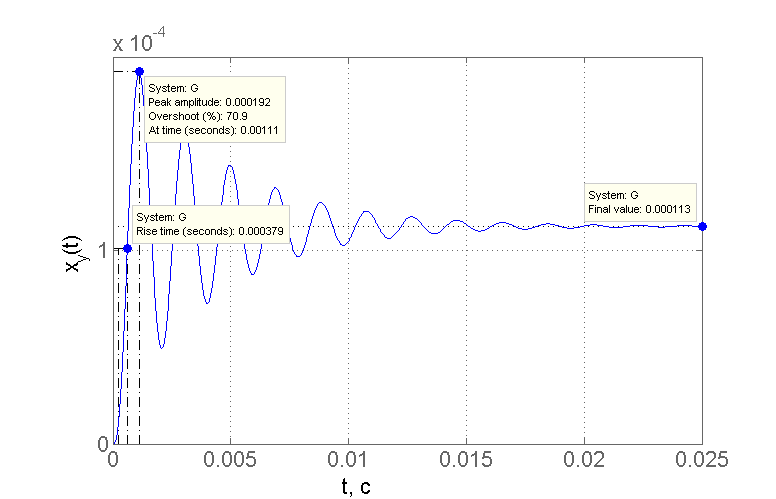 x 10⁻⁴
System: G
Peak amplitude: 0.000192
Overshoot (%): 70.9
At time (seconds): 0.00111
System: G
Final value: 0.000113
System: G
Rise time (seconds): 0.000379
1
xy(t)
0
0 0.005 0.01 0.015 0.02 0.025
t, c